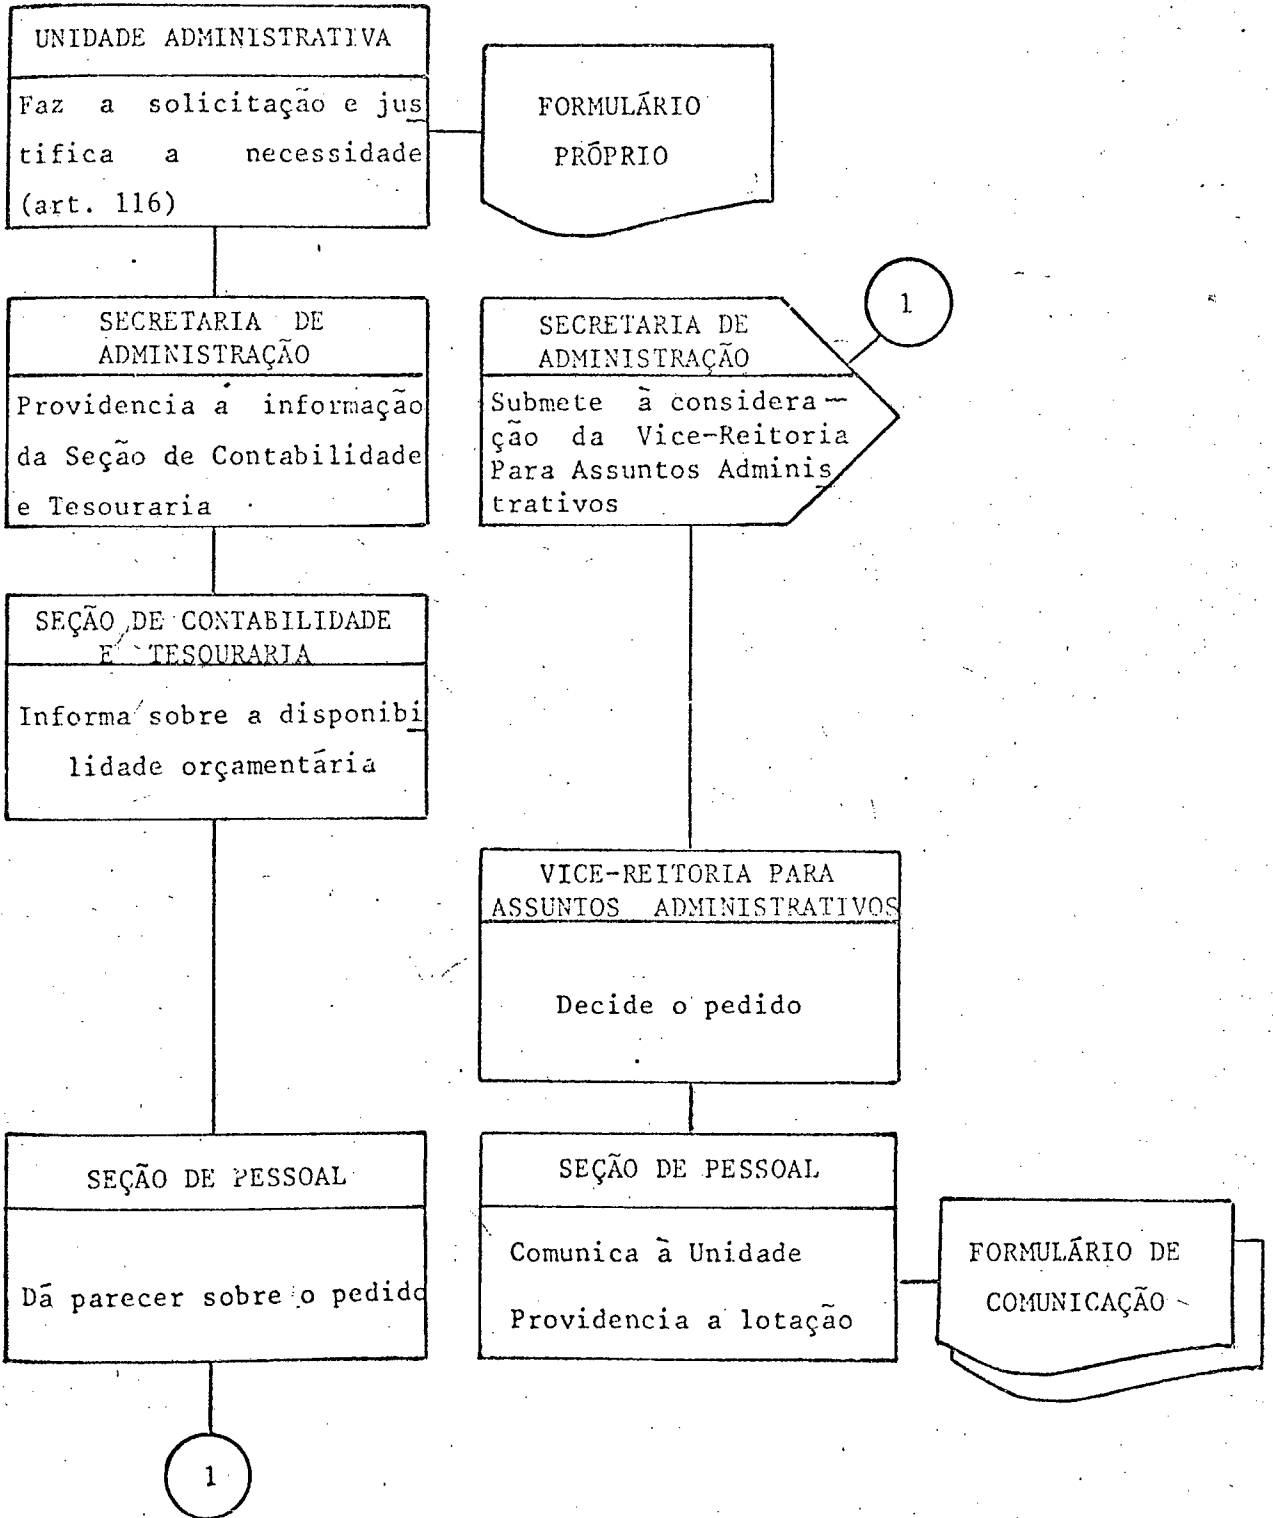 UNIDADE ADMINISTRATIVA
Faz a solicitação e jus
tifica a necessidade
(art. 116)
FORMULÁRIO
PRÓPRIO
SECRETARIA DE
ADMINISTRAÇÃO
Providencia a informação
da Seção de Contabilidade
e Tesouraria
SEÇÃO DE CONTABILIDADE
E TESOURARIA
Informa sobre a disponibi
lidade orçamentária
SEÇÃO DE PESSOAL
Dá parecer sobre o pedido
1
1
SECRETARIA DE
ADMINISTRAÇÃO
Submete à considera-
ção da Vice-Reitoria
Para Assuntos Adminis
trativos
VICE-REITORIA PARA
ASSUNTOS ADMINISTRATIVOS
Decide o pedido
SEÇÃO DE PESSOAL
Comunica à Unidade
Providencia a lotação
FORMULÁRIO DE
COMUNICAÇÃO